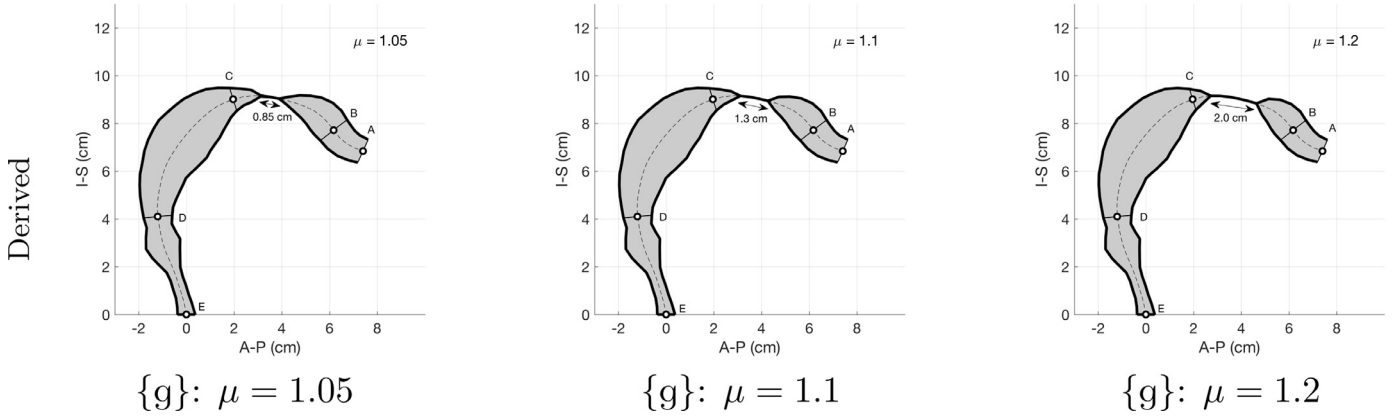 Derived
12
10
8
6
4
2
0
I-S (cm)
μ = 1.05
C
B
A
0.85 cm
D
E
-2 0 2 4 6 8
A-P (cm)
{g}: μ = 1.05
12
10
8
6
4
2
0
I-S (cm)
μ = 1.1
C
B
A
1.3 cm
D
E
-2 0 2 4 6 8
A-P (cm)
{g}: μ = 1.1
12
10
8
6
4
2
0
I-S (cm)
μ = 1.2
C
B
A
2.0 cm
D
E
-2 0 2 4 6 8
A-P (cm)
{g}: μ = 1.2